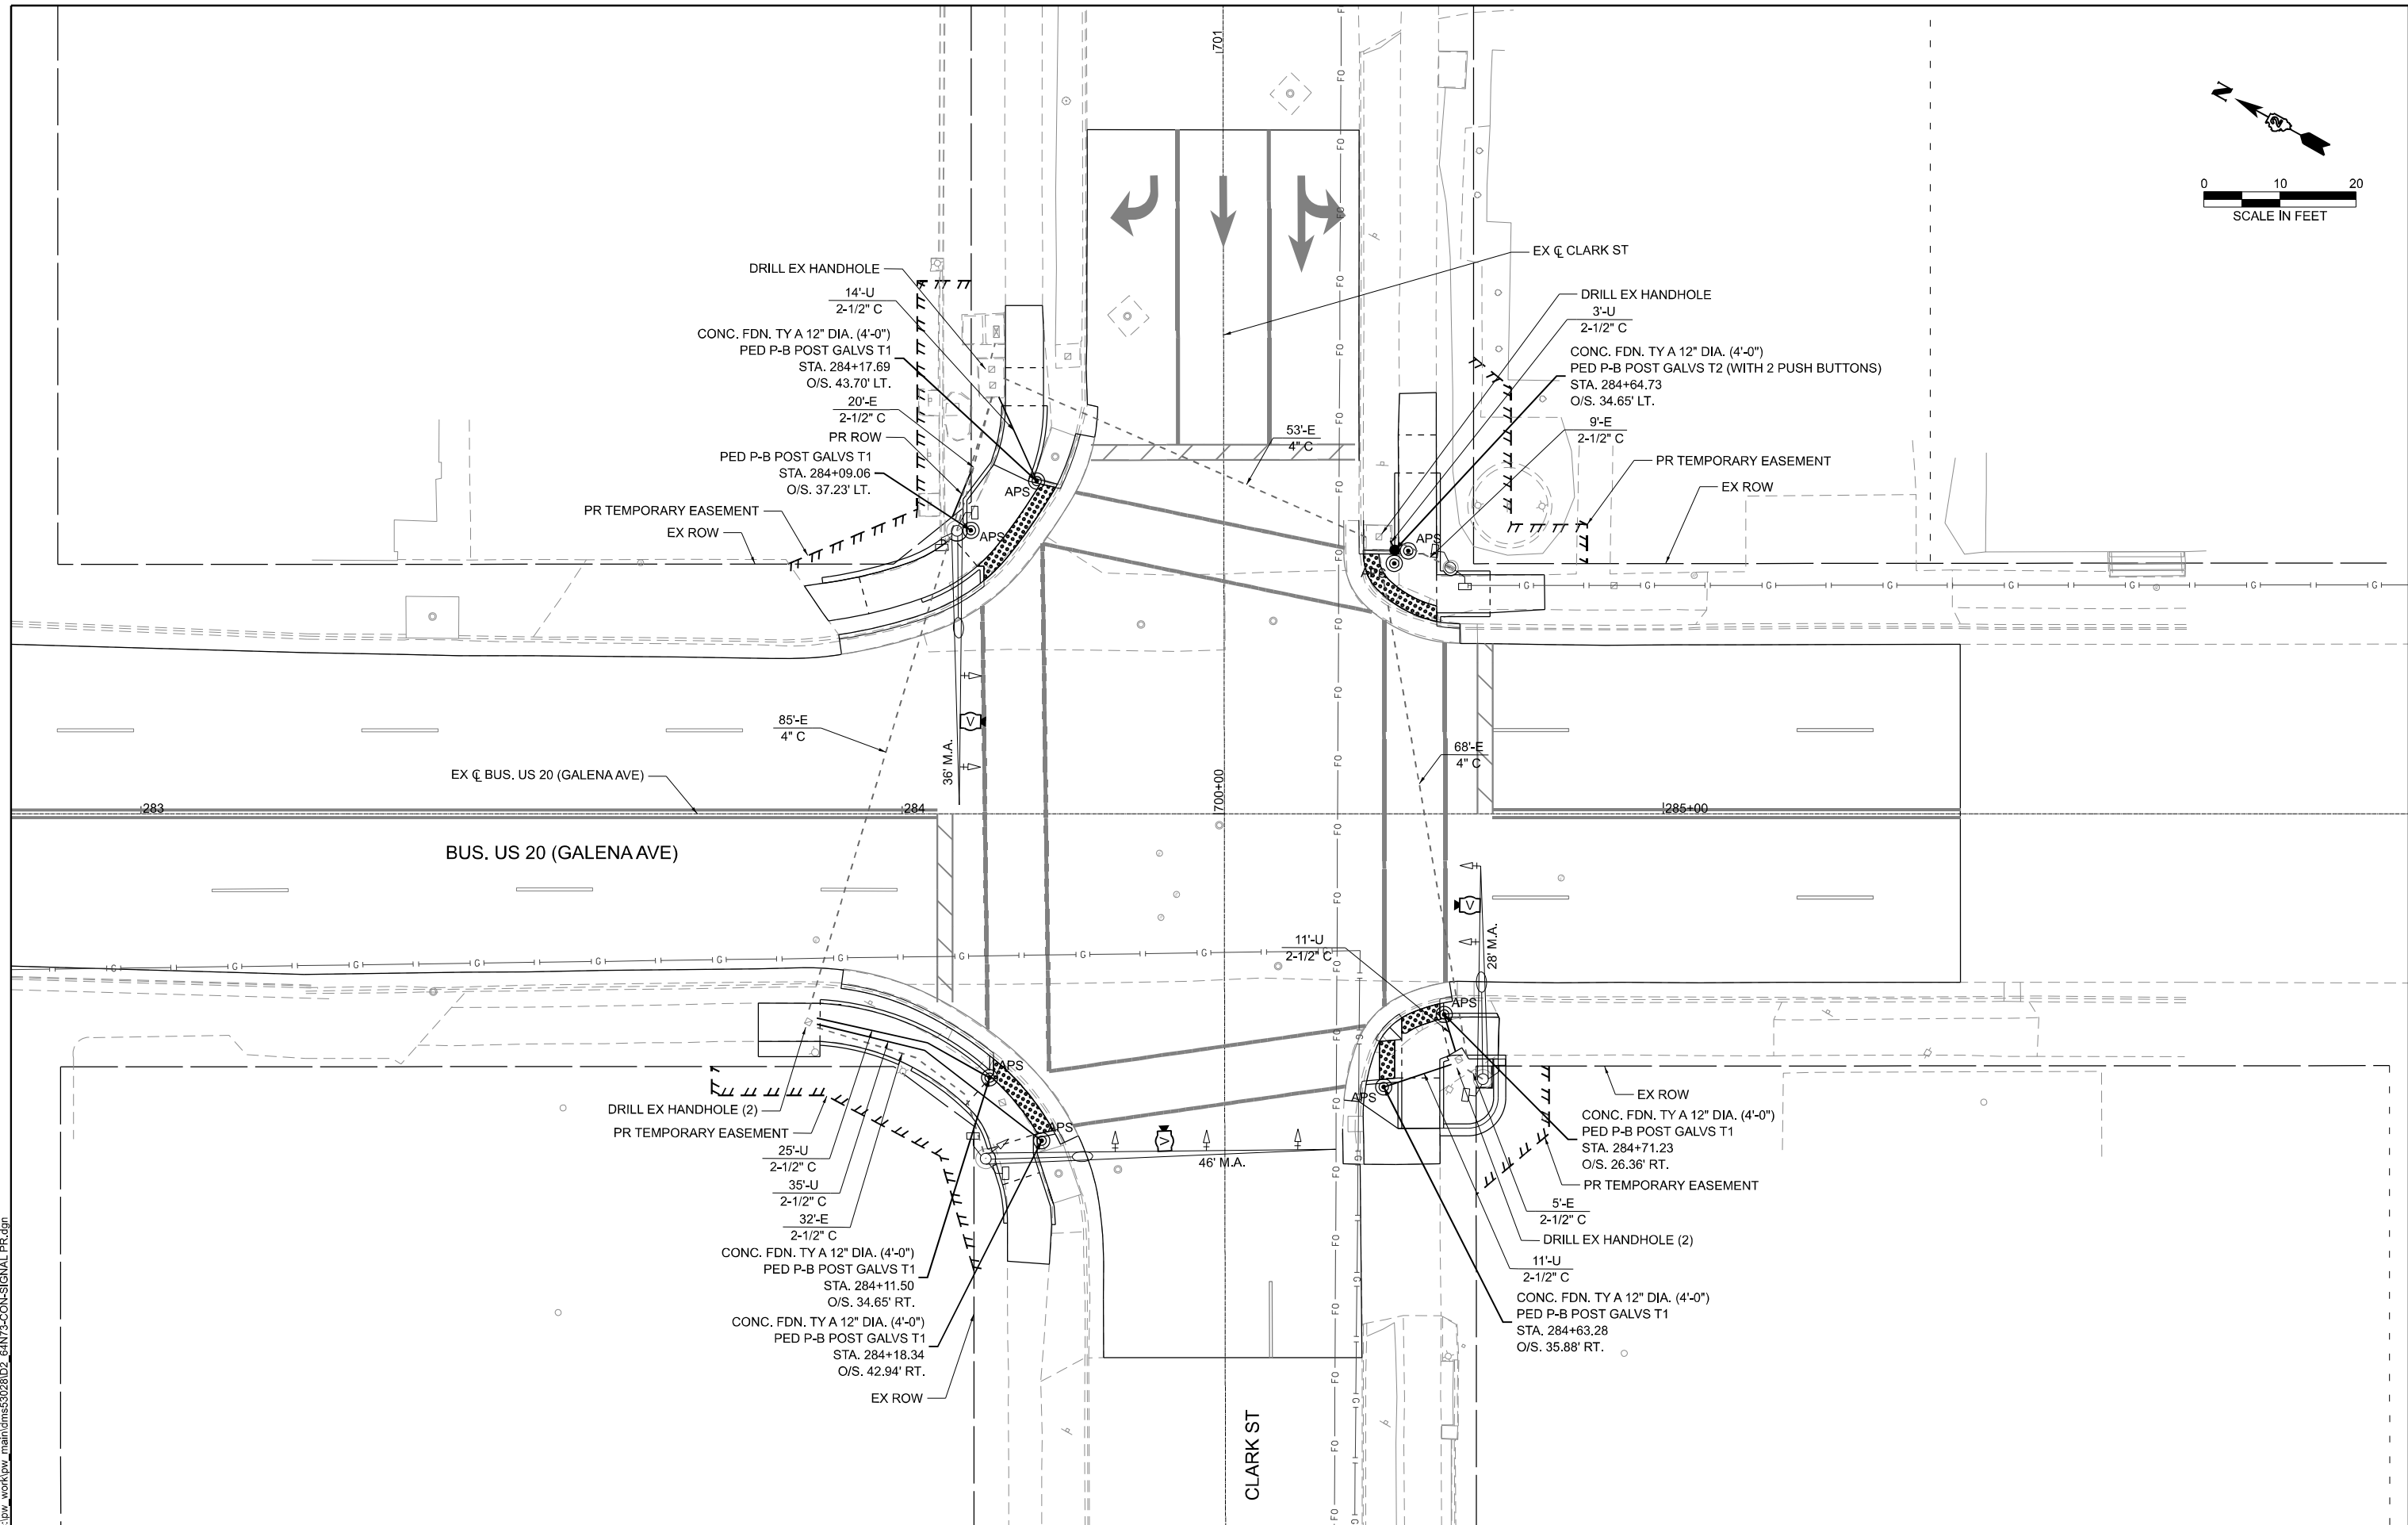 701
N
2
0 10 20
SCALE IN FEET
EX ℄ CLARK ST
DRILL EX HANDHOLE
14'-U
2-1/2" C
CONC. FDN. TY A 12" DIA. (4'-0")
PED P-B POST GALVS T1
STA. 284+17.69
O/S. 43.70' LT.
20'-E
2-1/2" C
PR ROW
PED P-B POST GALVS T1
STA. 284+09.06
O/S. 37.23' LT.
PR TEMPORARY EASEMENT
EX ROW
APS
APS
53'-E
4" C
DRILL EX HANDHOLE
3'-U
2-1/2" C
CONC. FDN. TY A 12" DIA. (4'-0")
PED P-B POST GALVS T2 (WITH 2 PUSH BUTTONS)
STA. 284+64.73
O/S. 34.65' LT.
9'-E
2-1/2" C
PR TEMPORARY EASEMENT
EX ROW
APS
APS
85'-E
4" C
36' M.A.
V
68'-E
4" C
EX ℄ BUS. US 20 (GALENA AVE)
283
284
700+00
285+00
BUS. US 20 (GALENA AVE)
V
28' M.A.
11'-U
2-1/2" C
APS
APS
APS
APS
V
46' M.A.
DRILL EX HANDHOLE (2)
PR TEMPORARY EASEMENT
25'-U
2-1/2" C
35'-U
2-1/2" C
32'-E
2-1/2" C
CONC. FDN. TY A 12" DIA. (4'-0")
PED P-B POST GALVS T1
STA. 284+11.50
O/S. 34.65' RT.
CONC. FDN. TY A 12" DIA. (4'-0")
PED P-B POST GALVS T1
STA. 284+18.34
O/S. 42.94' RT.
EX ROW
EX ROW
CONC. FDN. TY A 12" DIA. (4'-0")
PED P-B POST GALVS T1
STA. 284+71.23
O/S. 26.36' RT.
PR TEMPORARY EASEMENT
5'-E
2-1/2" C
DRILL EX HANDHOLE (2)
11'-U
2-1/2" C
CONC. FDN. TY A 12" DIA. (4'-0")
PED P-B POST GALVS T1
STA. 284+63.28
O/S. 35.88' RT.
CLARK ST
FO
G